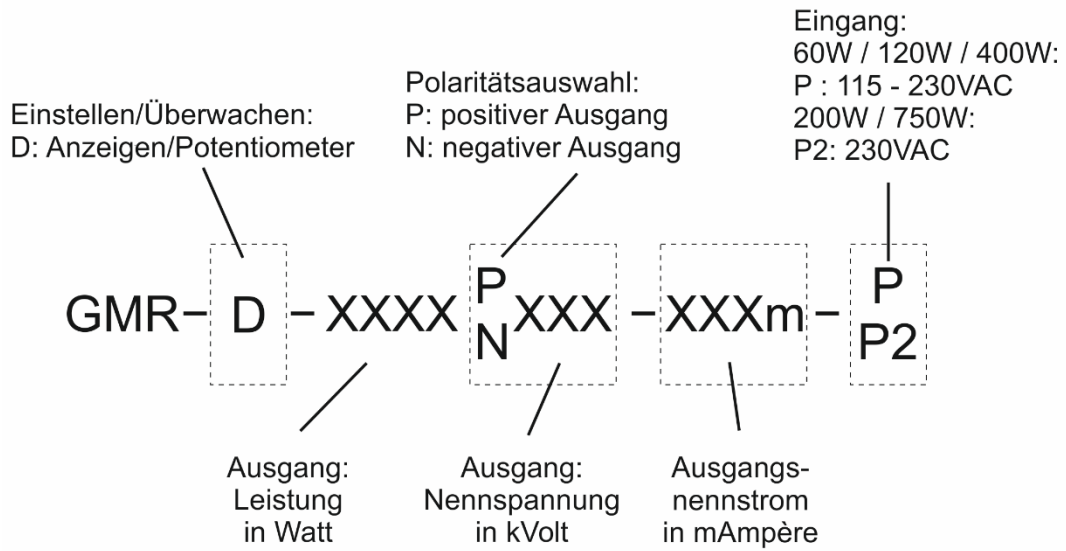 Eingang:
60W / 120W / 400W:
P : 115 - 230VAC
200W / 750W:
P2: 230VAC
Polaritätsauswahl:
P: positiver Ausgang
N: negativer Ausgang
Einstellen/Überwachen:
D: Anzeigen/Potentiometer
GMR– D – XXXX P XXX – XXXm – P
N P2
Ausgang:
Leistung
in Watt
Ausgang:
Nennspannung
in kVolt
Ausgangs-
nennstrom
in mAmpère